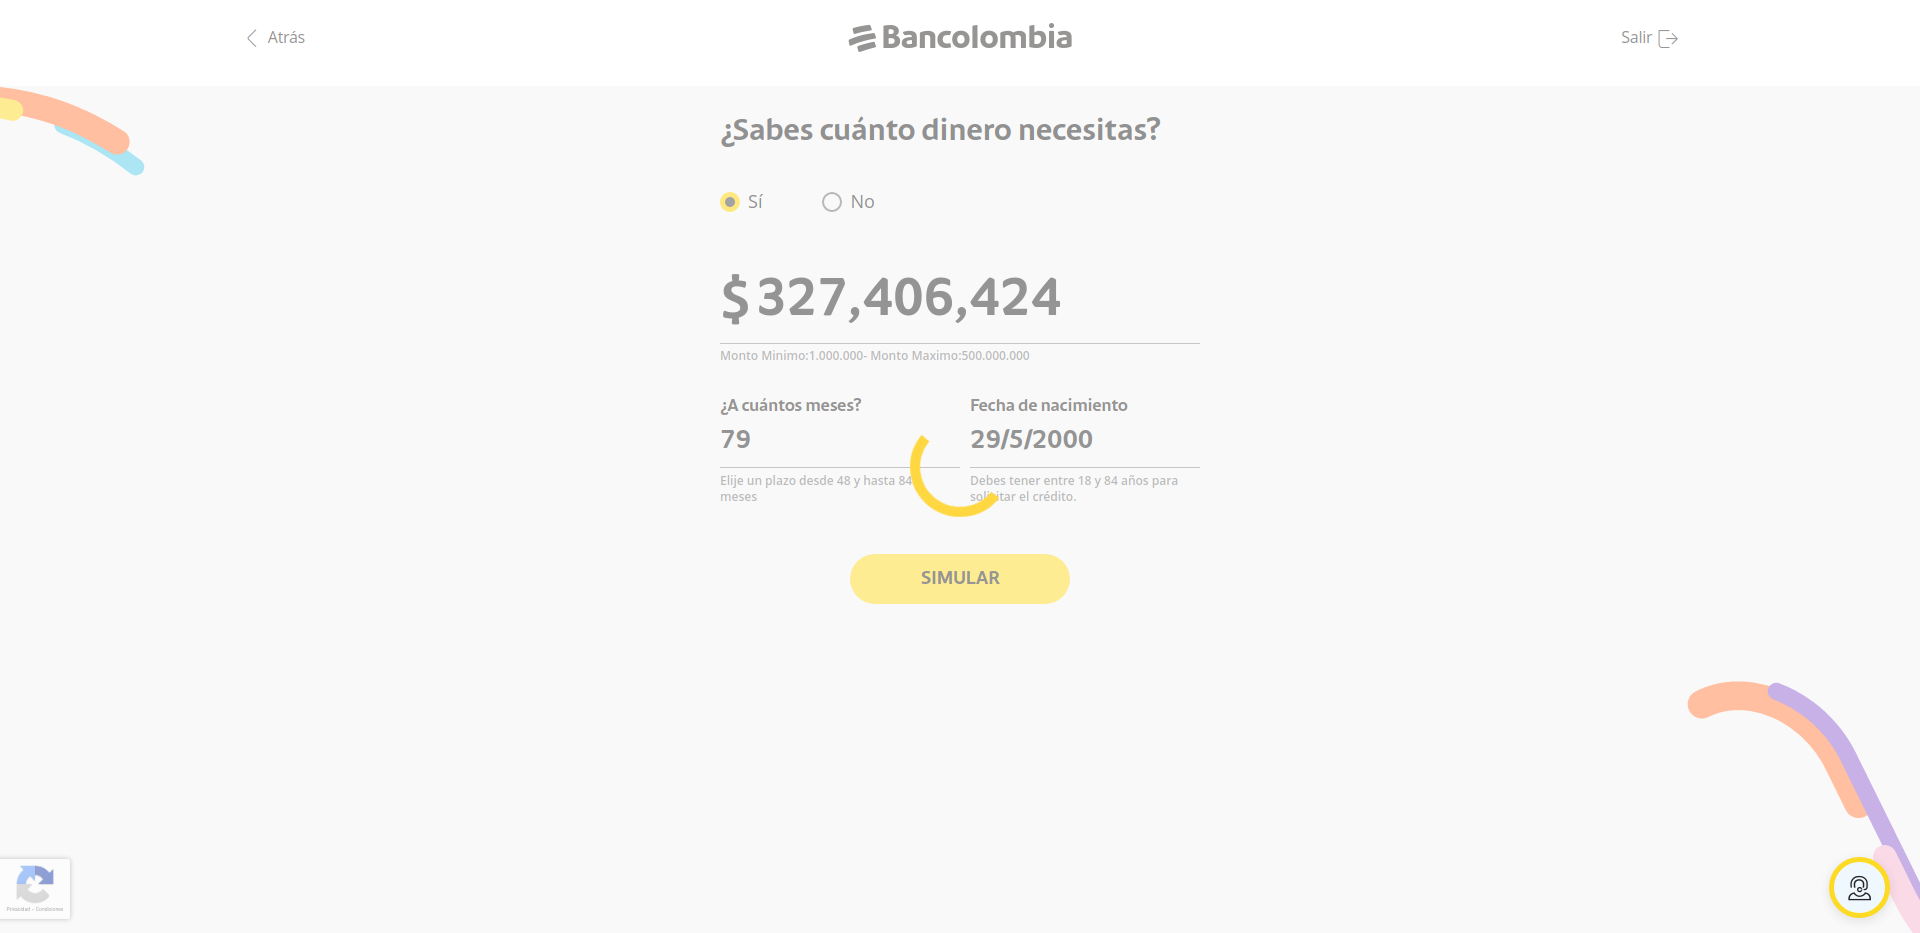 Atrás
Bancolombia
Salir
¿Sabes cuánto dinero necesitas?
Sí
No
$ 327,406,424
Monto Minimo:1.000.000- Monto Maximo:500.000.000
¿A cuántos meses?
79
Elije un plazo desde 48 y hasta 84
meses
Fecha de nacimiento
29/5/2000
Debes tener entre 18 y 84 años para
solicitar el crédito.
SIMULAR
Privacidad - Condiciones